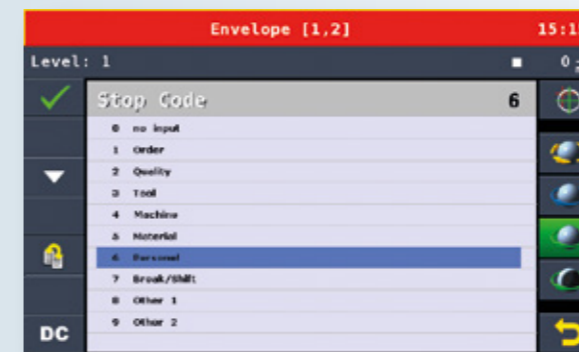 Envelope [1,2]
15:1
Level: 1
0
Stop Code 6
0 no input
1 Order
2 Quality
3 Tool
4 Machine
5 Material
6 Personal
7 Break/Shift
8 Other 1
9 Other 2
DC